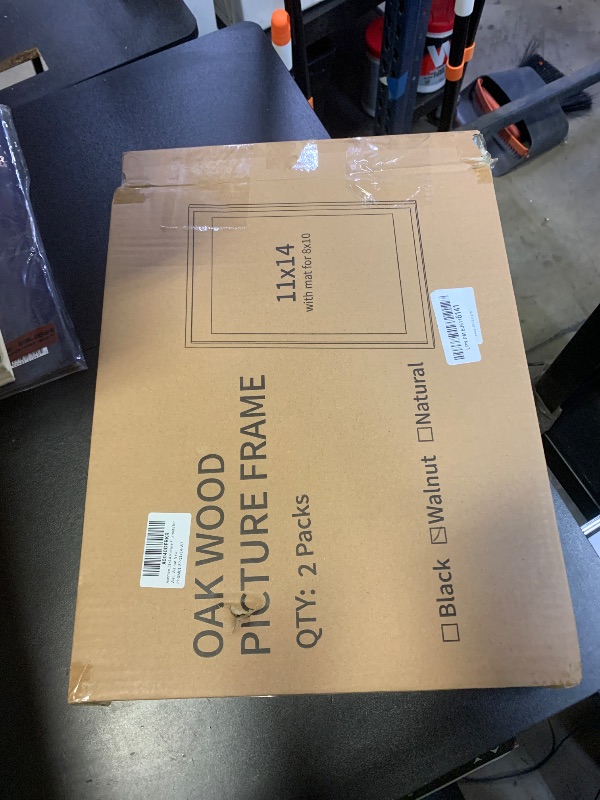 11x14
with mat for 8x10
OAK WOOD
PICTURE FRAME
QTY: 2 Packs
Black Walnut Natural